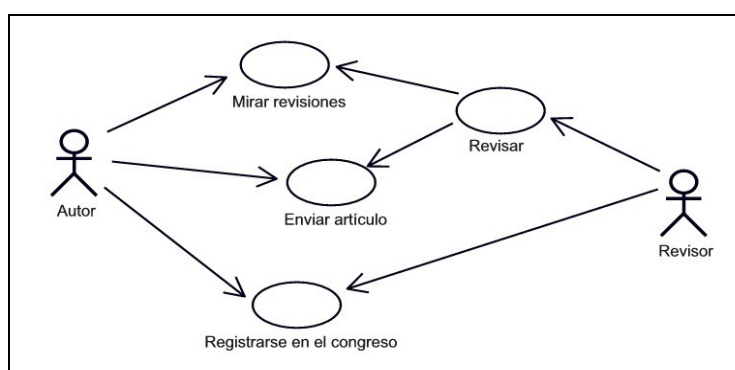 Mirar revisiones
Revisar
Autor
Enviar artículo
Revisor
Registrarse en el congreso